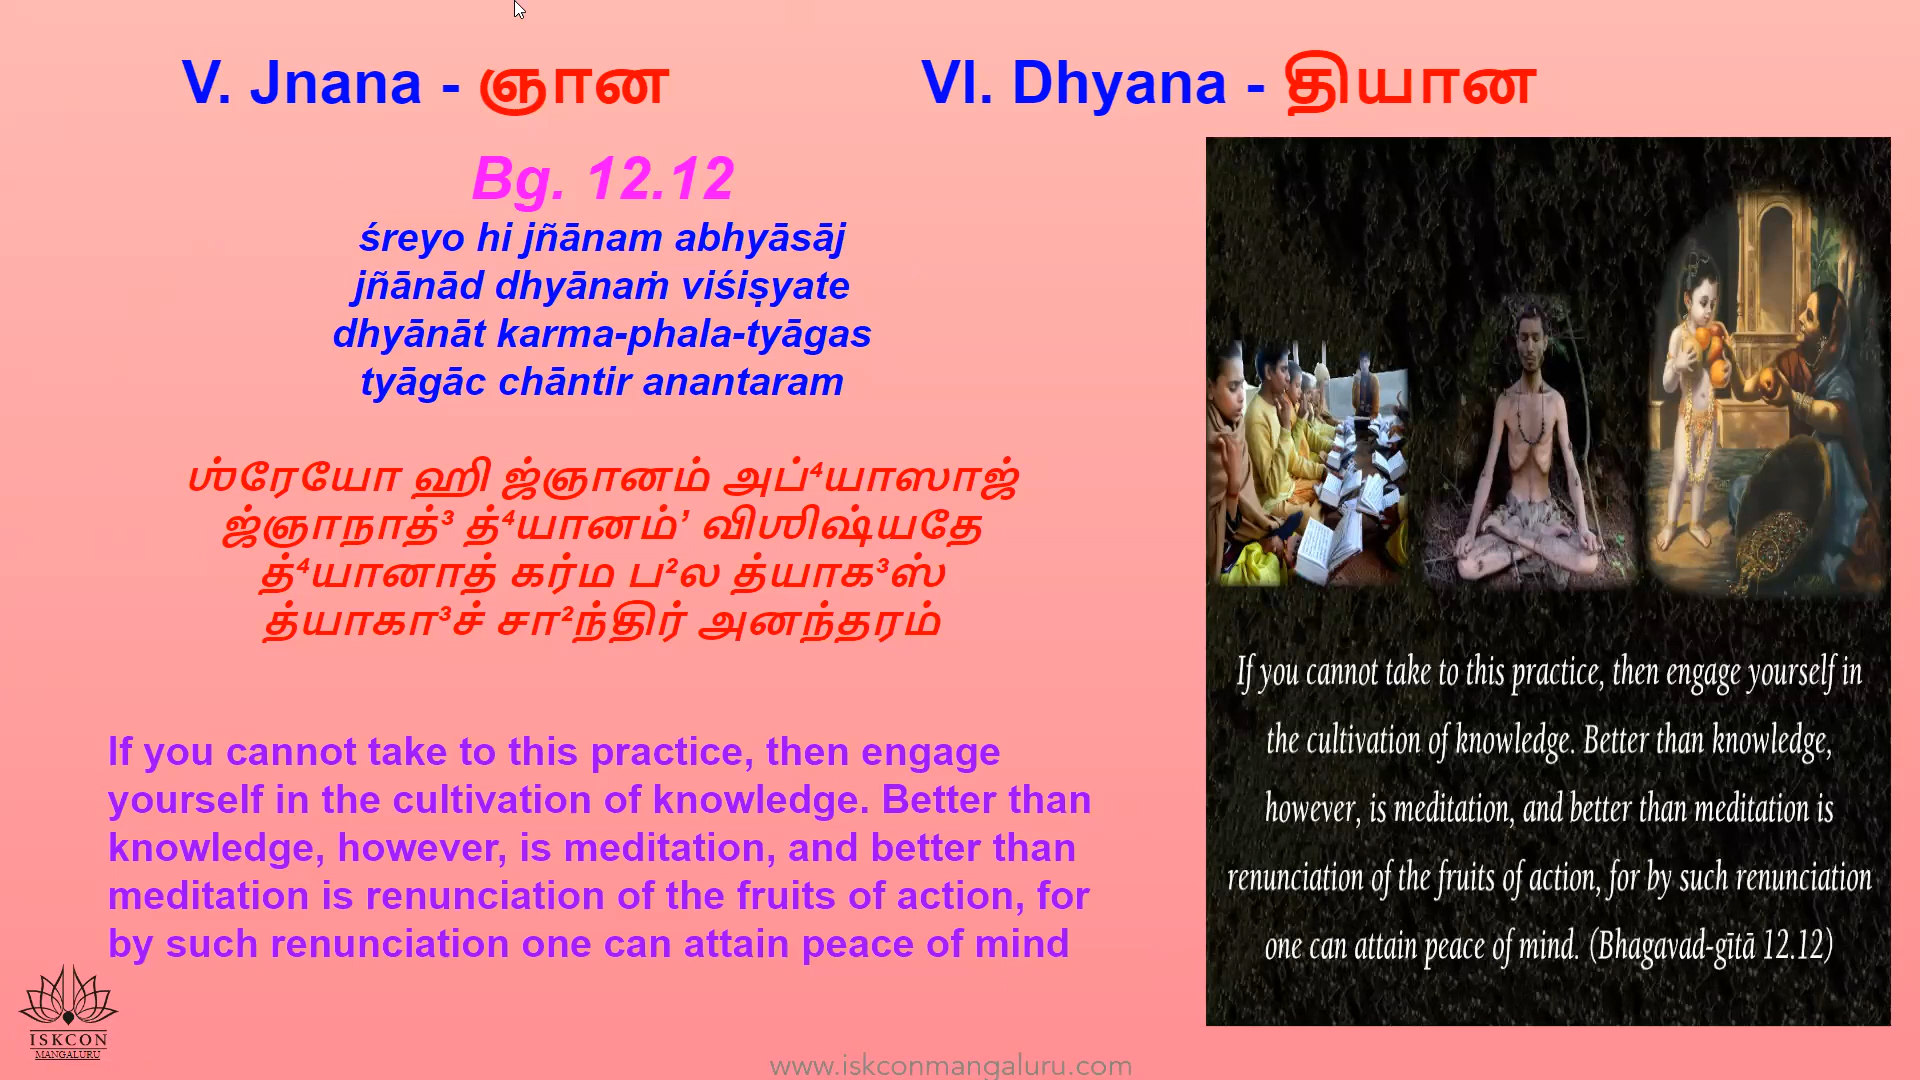 V. Jnana - ஞான
VI. Dhyana - தியான
Bg. 12.12
śreyo hi jñānam abhyāsāj
jñānād dhyānaṁ viśiṣyate
dhyānāt karma-phala-tyāgas
tyāgāc chāntir anantaram
ஶ்ரேயோ ஹி ஜ்ஞானம் அப்⁴யாஸாஜ்
ஜ்ஞாநாத்³ த்⁴யானம்’ விஶிஷ்யதே
த்⁴யானாத் கர்ம ப²ல த்யாக³ஸ்
த்யாகா³ச் சா²ந்திர் அனந்தரம்
If you cannot take to this practice, then engage
yourself in the cultivation of knowledge. Better than
knowledge, however, is meditation, and better than
meditation is renunciation of the fruits of action, for
by such renunciation one can attain peace of mind
If you cannot take to this practice, then engage yourself in
the cultivation of knowledge. Better than knowledge,
however, is meditation, and better than meditation is
renunciation of the fruits of action, for by such renunciation
one can attain peace of mind. (Bhagavad-gītā 12.12)
ISKCON
MANGALURU
www.iskconmangaluru.com